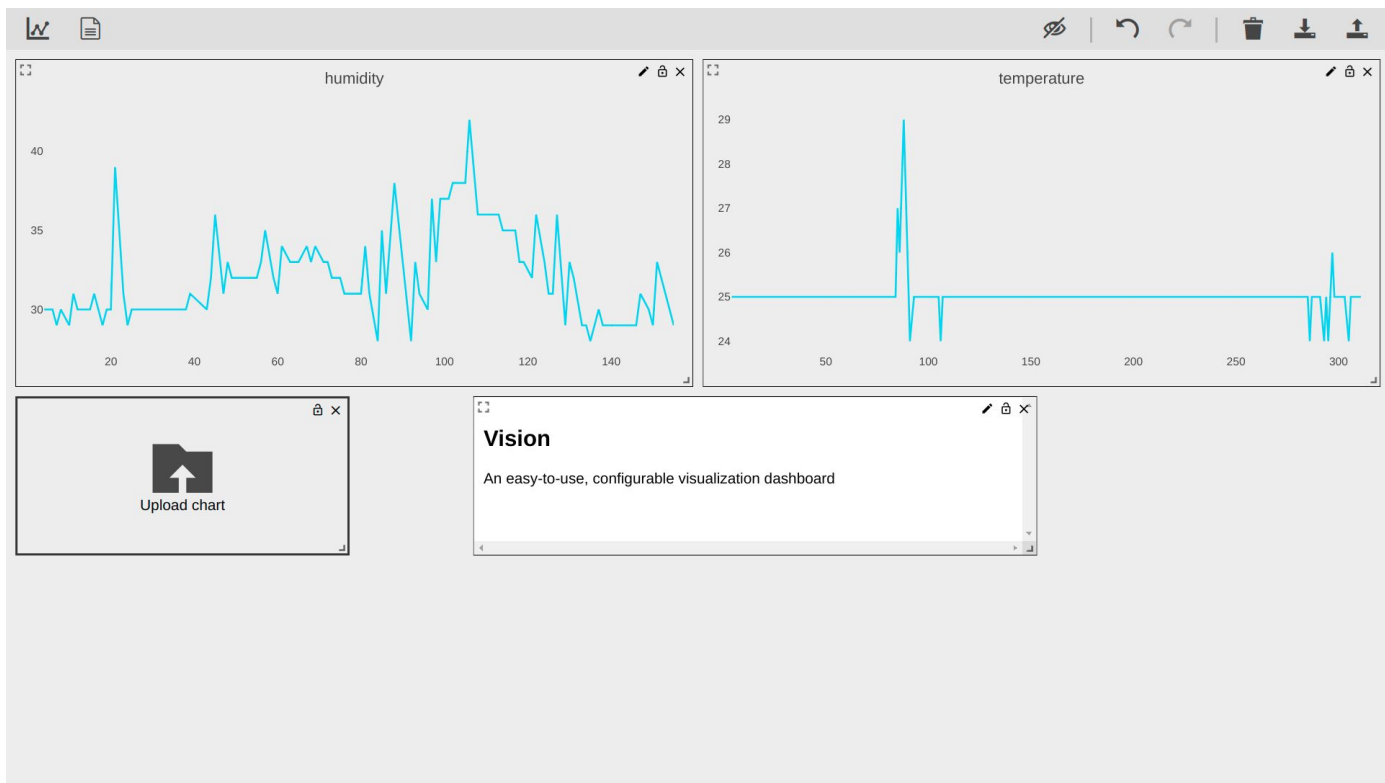 humidity
40
35
30
20 40 60 80 100 120 140
temperature
29
28
27
26
25
24
50 100 150 200 250 300
Upload chart
Vision
An easy-to-use, configurable visualization dashboard